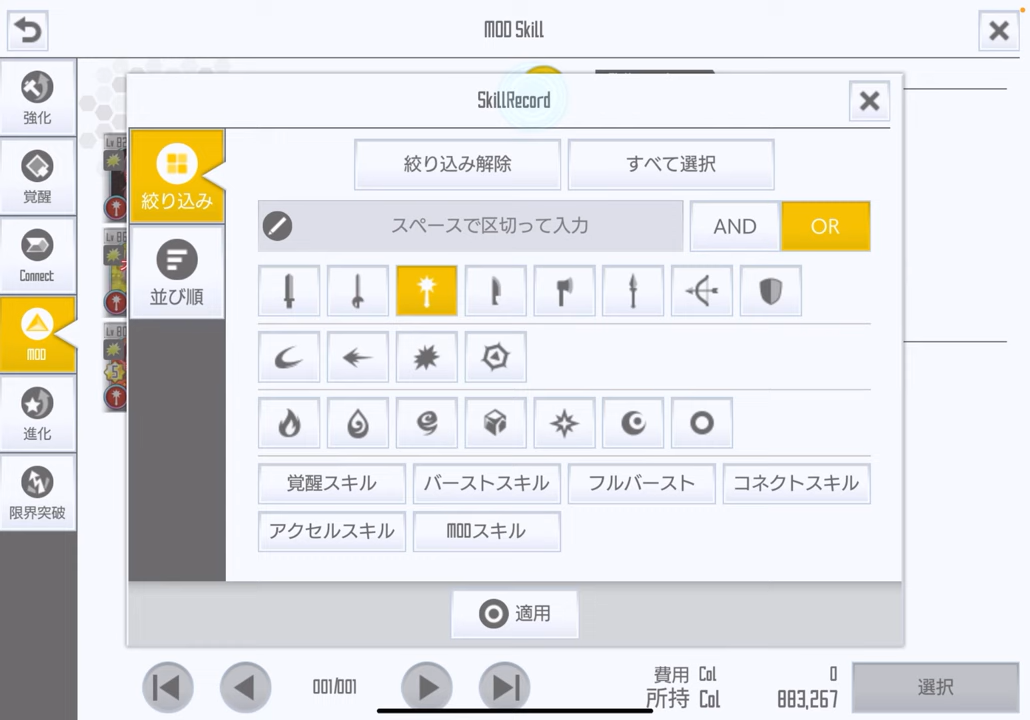 MOD Skill
SkillRecord
強化
覚醒
Connect
MOD
進化
限界突破
絞り込み
並び順
絞り込み解除
すべて選択
スペースで区切って入力
AND
OR
覚醒スキル
バーストスキル
フルバースト
コネクトスキル
アクセルスキル
MODスキル
適用
001/001
費用 Col 0
所持 Col 883,267
選択